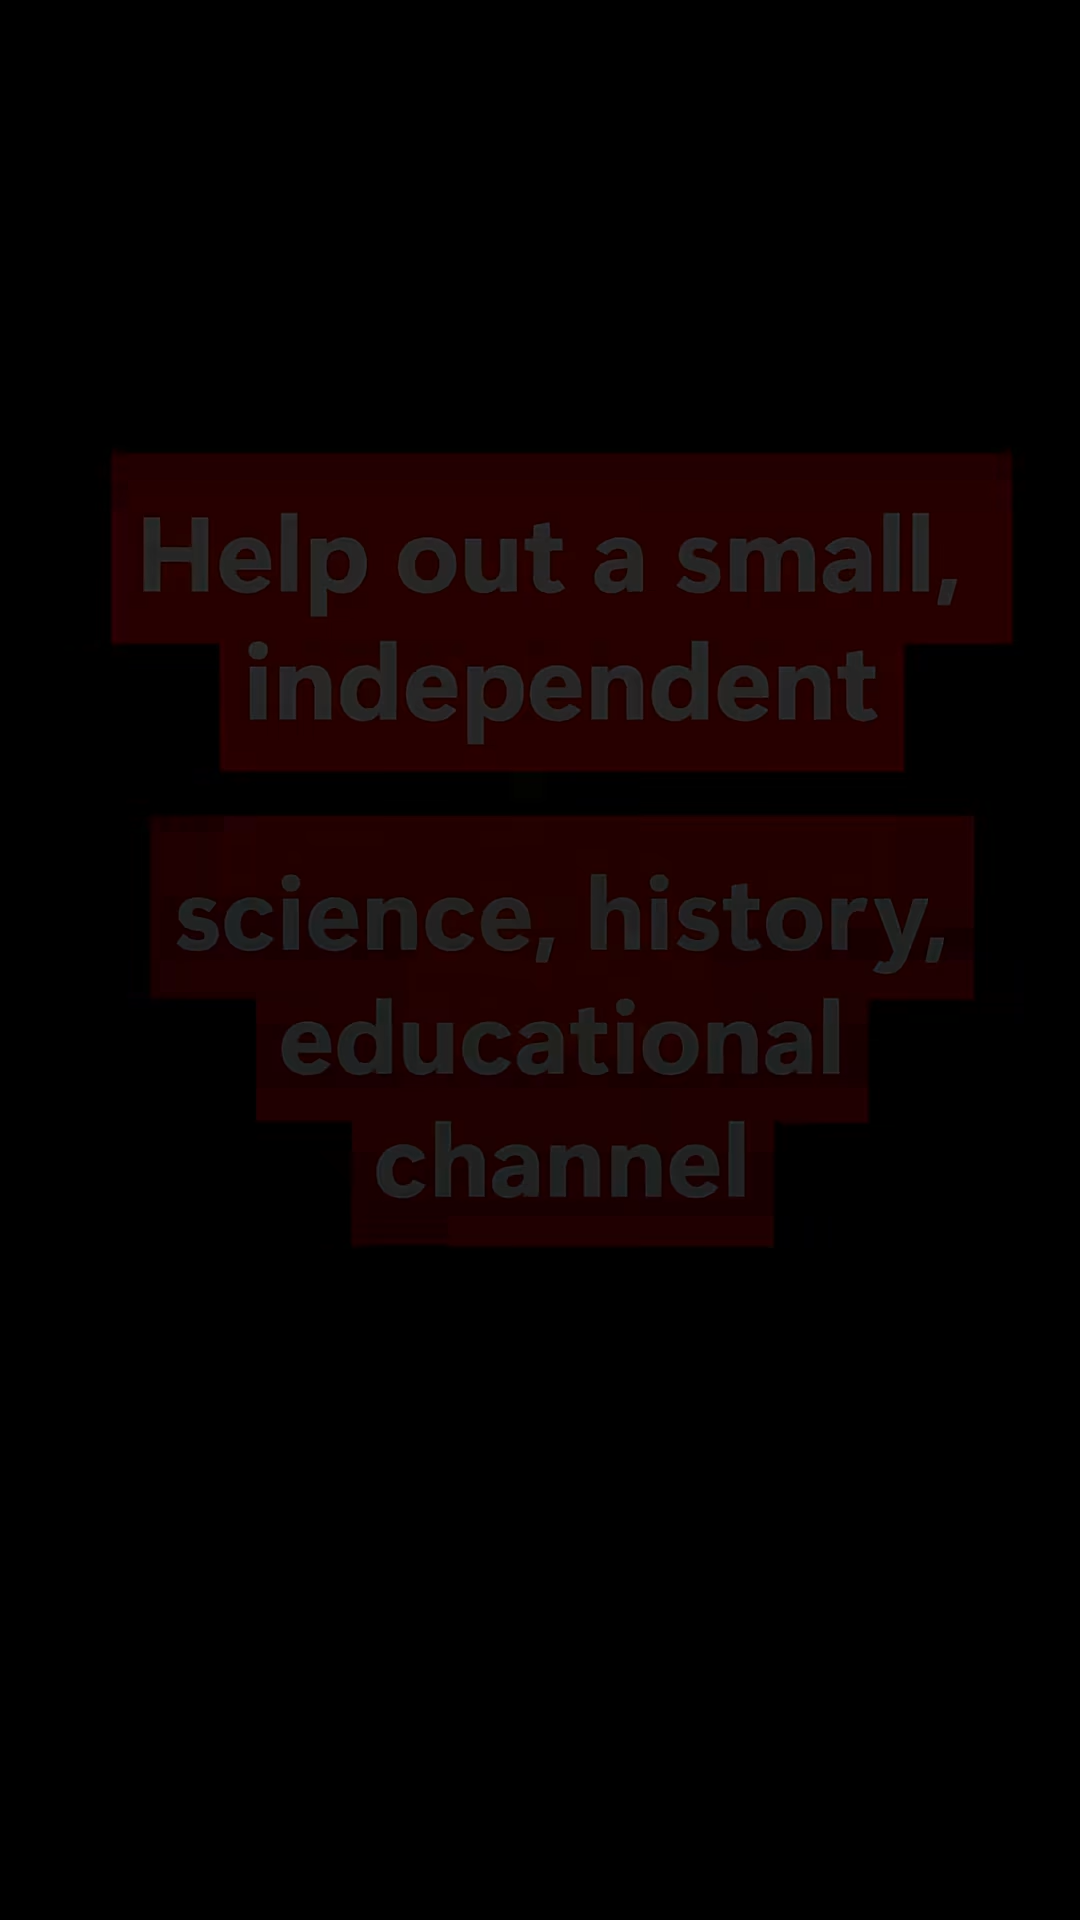 Help out a small,
independent
science, history,
educational
channel